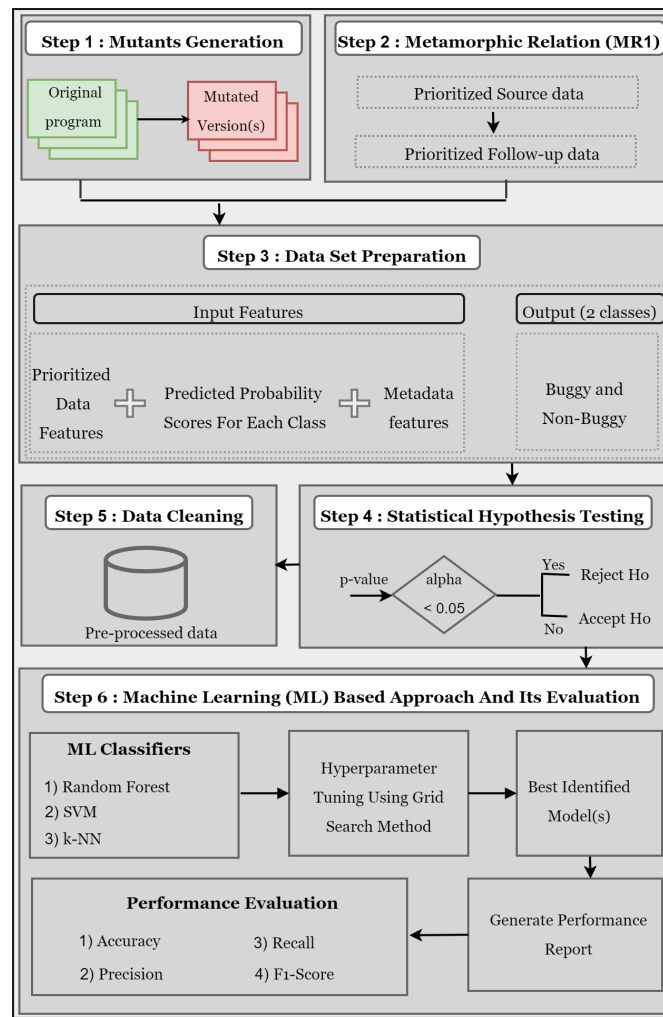 Step 1 : Mutants Generation
Original
program
Mutated
Version(s)
Step 2 : Metamorphic Relation (MR1)
Prioritized Source data
Prioritized Follow-up data
Step 3 : Data Set Preparation
Input Features
Output (2 classes)
Prioritized
Data
Features
Predicted Probability
Scores For Each Class
Metadata
features
Buggy and
Non-Buggy
Step 5 : Data Cleaning
Pre-processed data
Step 4 : Statistical Hypothesis Testing
p-value
alpha
< 0.05
Yes
Reject Ho
No
Accept Ho
Step 6 : Machine Learning (ML) Based Approach And Its Evaluation
ML Classifiers
1) Random Forest
2) SVM
3) k-NN
Hyperparameter
Tuning Using Grid
Search Method
Best Identified
Model(s)
Generate Performance
Report
Performance Evaluation
1) Accuracy
2) Precision
3) Recall
4) F1-Score